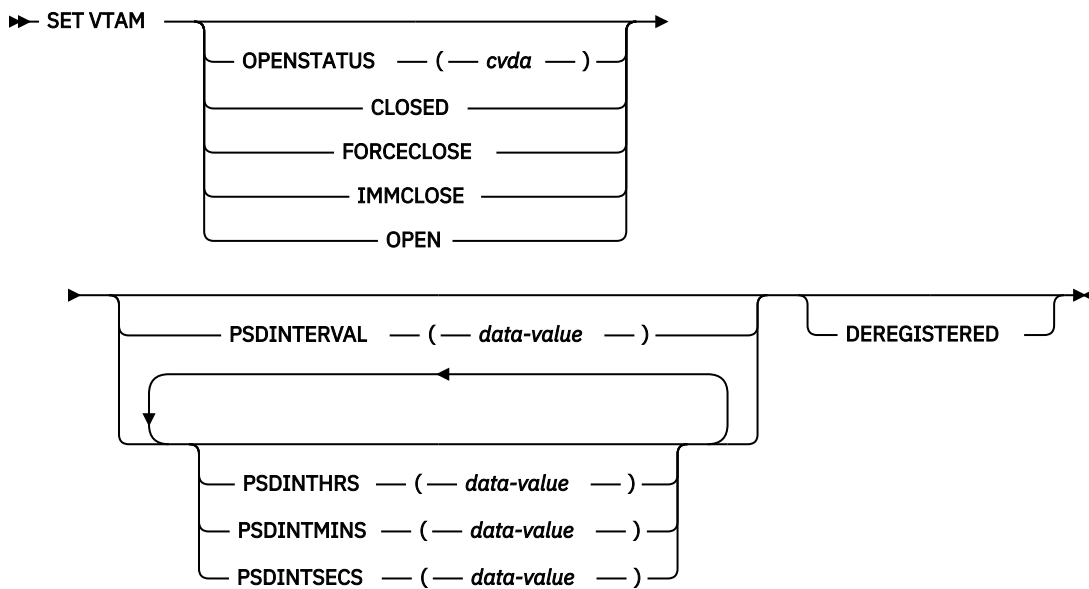 SET VTAM
OPENSTATUS ( cvda )
CLOSED
FORCECLOSE
IMMCLOSE
OPEN
PSDINTERVAL ( data-value )
DEREGISTERED
PSDINTHRS ( data-value )
PSDINTMINS ( data-value )
PSDINTSECS ( data-value )